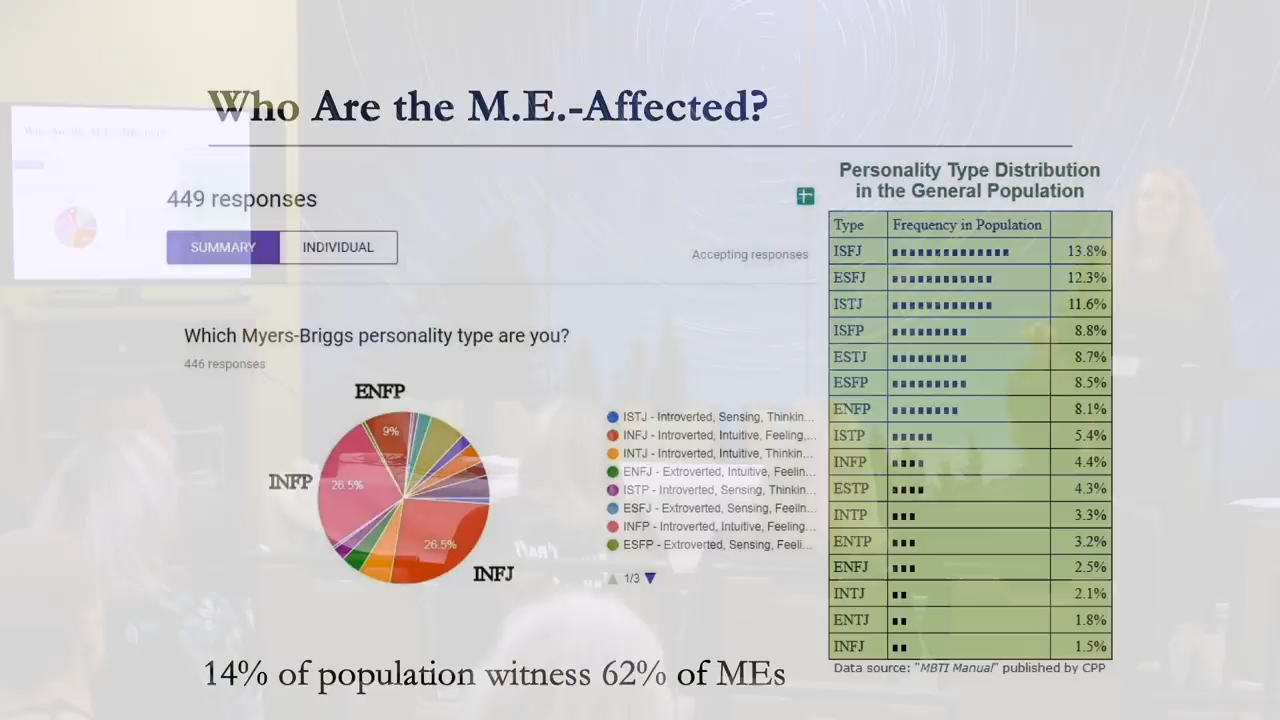 Who Are the M.E.-Affected?
449 responses
SUMMARY
INDIVIDUAL
Accepting responses
Which Myers-Briggs personality type are you?
446 responses
ENFP
9%
INFP
26.5%
26.5%
INFJ
ISTJ - Introverted, Sensing, Thinkin...
INFJ - Introverted, Intuitive, Feeling,...
INTJ - Introverted, Intuitive, Thinkin...
ENFJ - Extroverted, Intuitive, Feelin...
ISTP - Introverted, Sensing, Thinkin...
ESFJ - Extroverted, Sensing, Feeiln...
INFP - Introverted, Intuitive, Feeling...
ESFP - Extroverted, Sensing, Feeli...
1/3
14% of population witness 62% of MEs
Personality Type Distribution
in the General Population
Type Frequency in Population
ISFJ 13.8%
ESFJ 12.3%
ISTJ 11.6%
ISFP 8.8%
ESTJ 8.7%
ESFP 8.5%
ENFP 8.1%
ISTP 5.4%
INFP 4.4%
ESTP 4.3%
INTP 3.3%
ENTP 3.2%
ENFJ 2.5%
INTJ 2.1%
ENTJ 1.8%
INFJ 1.5%
Data source: "MBTI Manual" published by CPP